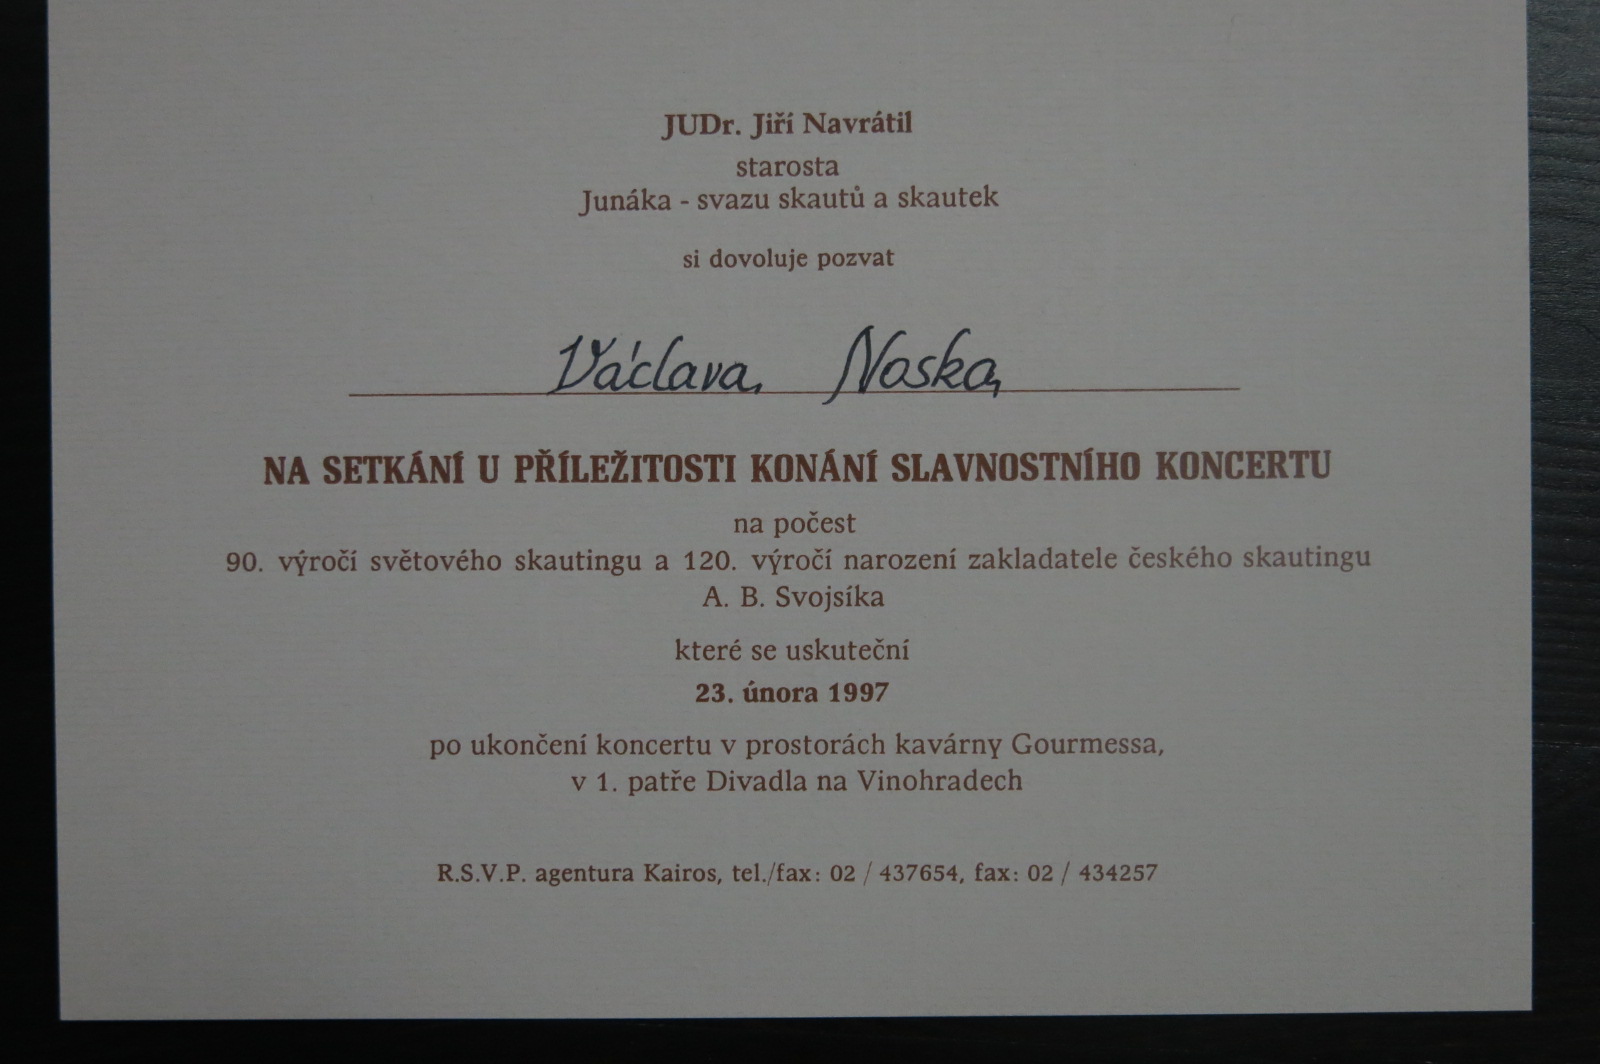 JUDr. Jiří Navrátil
starosta
Junáka - svazu skautů a skautek
si dovoluje pozvat
Václava Noska
NA SETKÁNÍ U PŘÍLEŽITOSTI KONÁNÍ SLAVNOSTNÍHO KONCERTU
na počest
90. výročí světového skautingu a 120. výročí narození zakladatele českého skautingu
A. B. Svojsíka
které se uskuteční
23. února 1997
po ukončení koncertu v prostorách kavárny Gourmessa,
v 1. patře Divadla na Vinohradech
R.S.V.P. agentura Kairos, tel./fax: 02 / 437654, fax: 02 / 434257